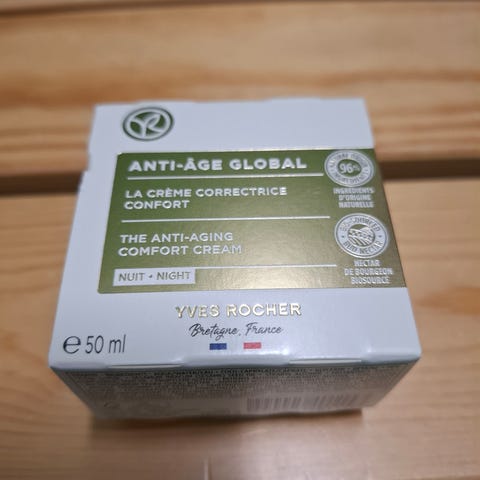 ANTI-ÂGE GLOBAL
LA CRÈME CORRECTRICE
CONFORT
THE ANTI-AGING
COMFORT CREAM
NUIT • NIGHT
96%
INGRÉDIENTS
D'ORIGINE
NATURELLE
NECTAR
DE BOURGEON
BIOSOURCÉ
YVES ROCHER
Bretagne, France
e 50 ml